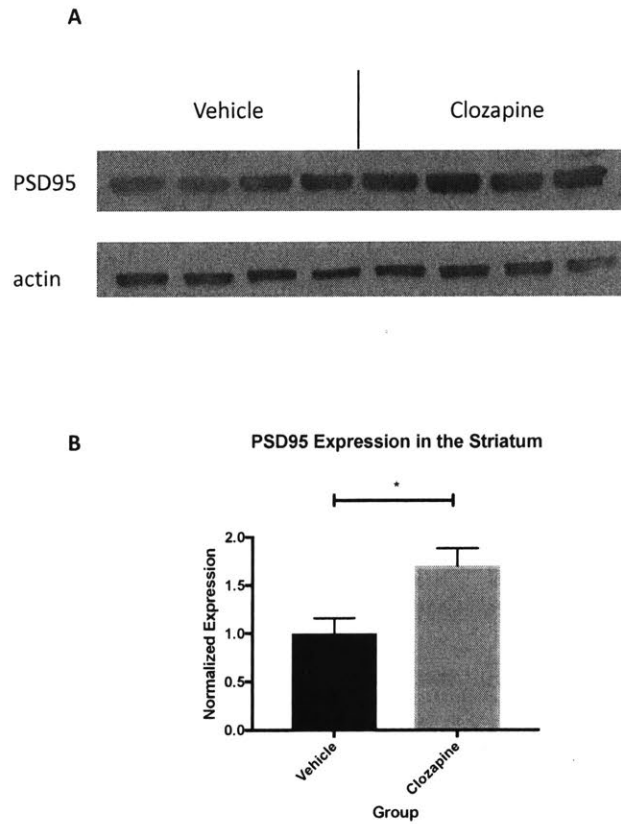 A
Vehicle Clozapine
PSD95
actin
B
PSD95 Expression in the Striatum
*
2.0
1.5
1.0
0.5
0.0
Normalized Expression
Vehicle Clozapine
Group